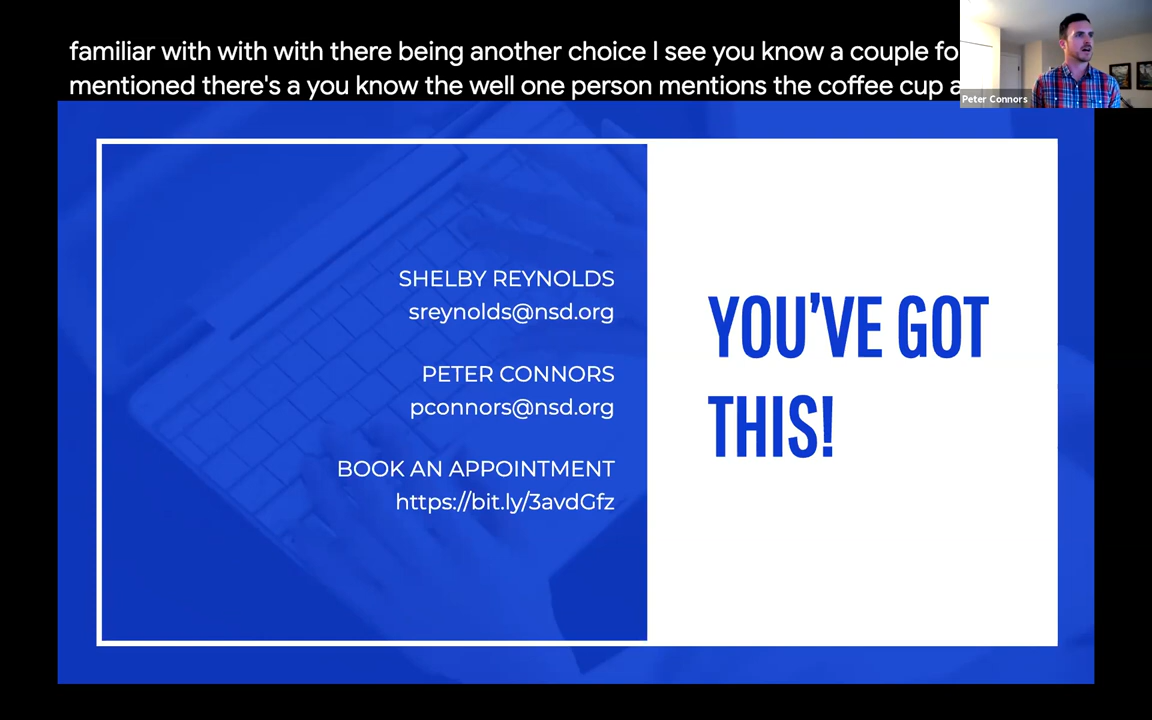 familiar with with with there being another choice I see you know a couple fo
mentioned there's a you know the well one person mentions the coffee cup a
Peter Connors
SHELBY REYNOLDS
sreynolds@nsd.org
PETER CONNORS
pconnors@nsd.org
BOOK AN APPOINTMENT
https://bit.ly/3avdGfz
YOU'VE GOT
THIS!